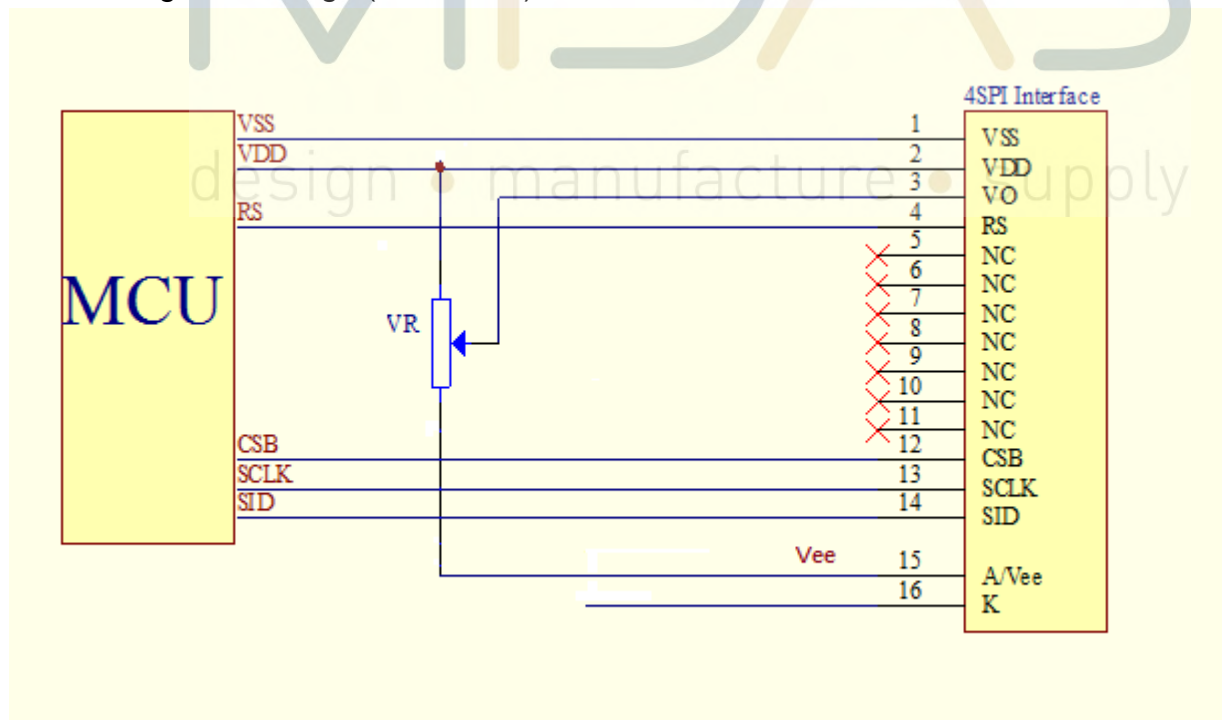 MIDAS
design • manufacture • supply
4SPI Interface
MCU
VSS
VDD
RS
CSB
SCLK
SID
VR
Vee
1 VSS
2 VDD
3 VO
4 RS
5 NC
6 NC
7 NC
8 NC
9 NC
10 NC
11 NC
12 CSB
13 SCLK
14 SID
15 A/Vee
16 K